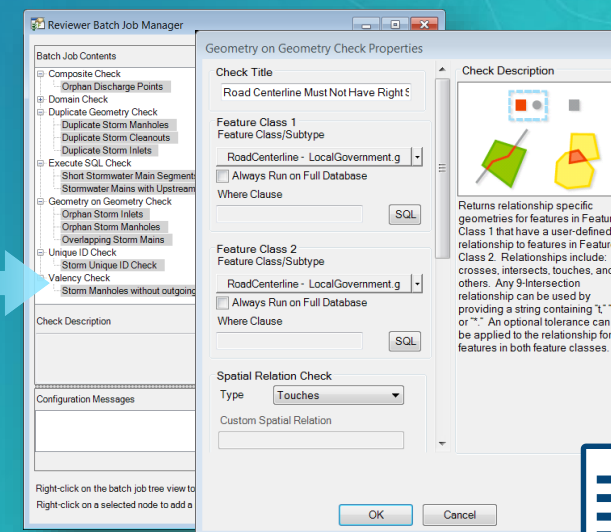 Reviewer Batch Job Manager
Batch Job Contents
Composite Check
Orphan Discharge Points
Domain Check
Duplicate Geometry Check
Duplicate Storm Manholes
Duplicate Storm Cleanouts
Duplicate Storm Inlets
Execute SQL Check
Short Stormwater Main Segments
Stormwater Mains with Upstream
Geometry on Geometry Check
Orphan Storm Inlets
Orphan Storm Manholes
Overlapping Storm Mains
Unique ID Check
Storm Unique ID Check
Valency Check
Storm Manholes without outgoing
Check Description
Configuration Messages
Right-click on the batch job tree view to
Right-click on a selected node to add a
Geometry on Geometry Check Properties
Check Title
Road Centerline Must Not Have Right
Feature Class 1
Feature Class/Subtype
RoadCenterline - LocalGovernment.g
Always Run on Full Database
Where Clause
SQL
Feature Class 2
Feature Class/Subtype
RoadCenterline - LocalGovernment.g
Always Run on Full Database
Where Clause
SQL
Spatial Relation Check
Type Touches
Custom Spatial Relation
OK Cancel
Check Description
Returns relationship specific
geometries for features in Featur
Class 1 that have a user-defined
relationship to features in Feature
Class 2. Relationships include:
crosses, intersects, touches, and
others. Any 9-Intersection
relationship can be used by
providing a string containing "t,"
or "*." An optional tolerance can
be applied to the relationship for
features in both feature classes.